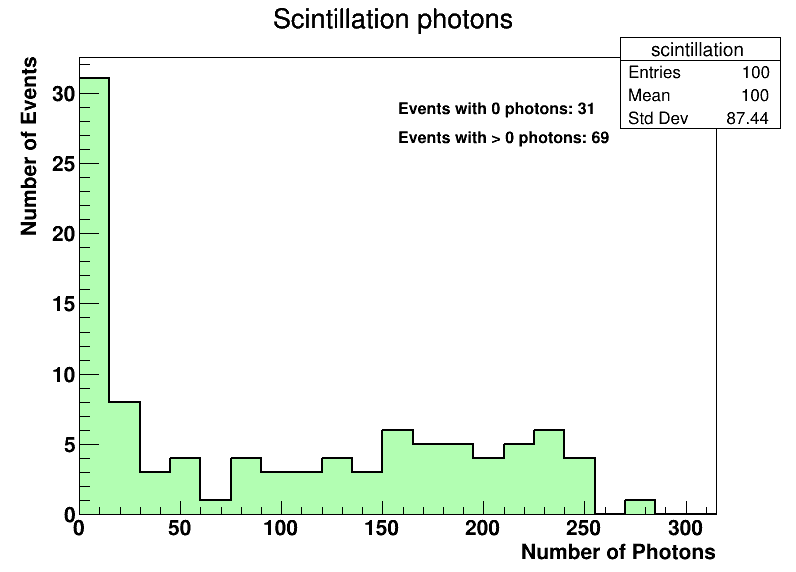 Scintillation photons
scintillation
Entries 100
Mean 100
Std Dev 87.44
Events with 0 photons: 31
Events with > 0 photons: 69
Number of Events
30
25
20
15
10
5
0
0 50 100 150 200 250 300
Number of Photons